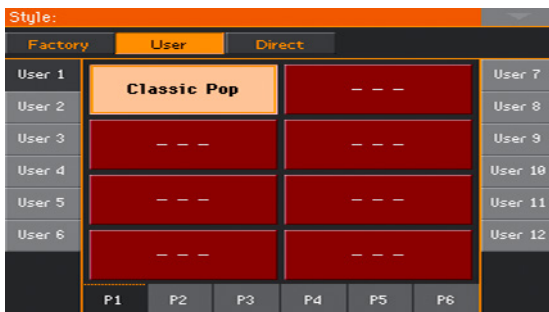 Style:
Factory User Direct
User 1
User 2
User 3
User 4
User 5
User 6
Classic Pop - - -
- - - - - -
- - - - - -
- - - - - -
User 7
User 8
User 9
User 10
User 11
User 12
P1 P2 P3 P4 P5 P6